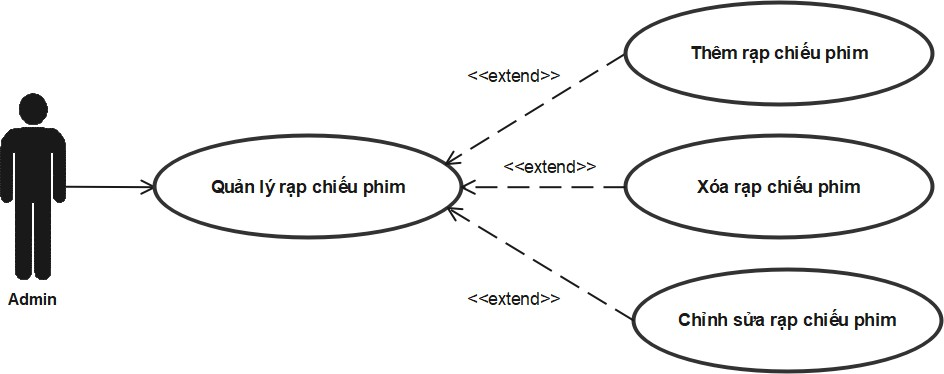 Thêm rạp chiếu phim
<<extend>>
<<extend>>
Quản lý rạp chiếu phim
Xóa rạp chiếu phim
<<extend>>
Admin
Chỉnh sửa rạp chiếu phim